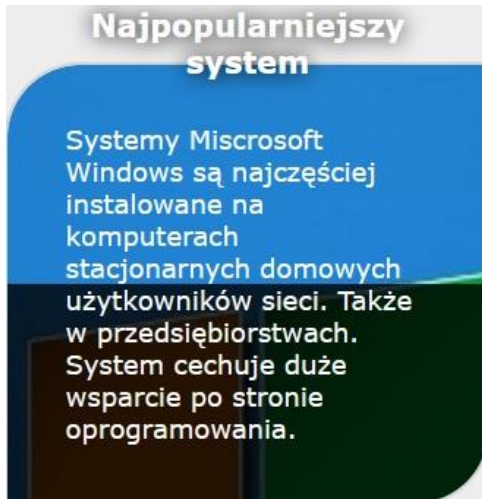 Najpopularniejszy
system
Systemy Miscrosoft
Windows są najczęściej
instalowane na
komputerach
stacjonarnych domowych
użytkowników sieci. Także
w przedsiębiorstwach.
System cechuje duże
wsparcie po stronie
oprogramowania.